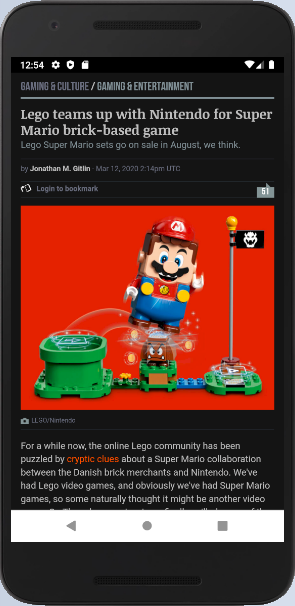 12:54
GAMING & CULTURE / GAMING & ENTERTAINMENT
Lego teams up with Nintendo for Super
Mario brick-based game
Lego Super Mario sets go on sale in August, we think.
by Jonathan M. Gitlin - Mar 12, 2020 2:14pm UTC
Login to bookmark
51
M
LEGO/Nintendo
For a while now, the online Lego community has been
puzzled by cryptic clues about a Super Mario collaboration
between the Danish brick merchants and Nintendo. We've
had Lego video games, and obviously we've had Super Mario
games, so some naturally thought it might be another video